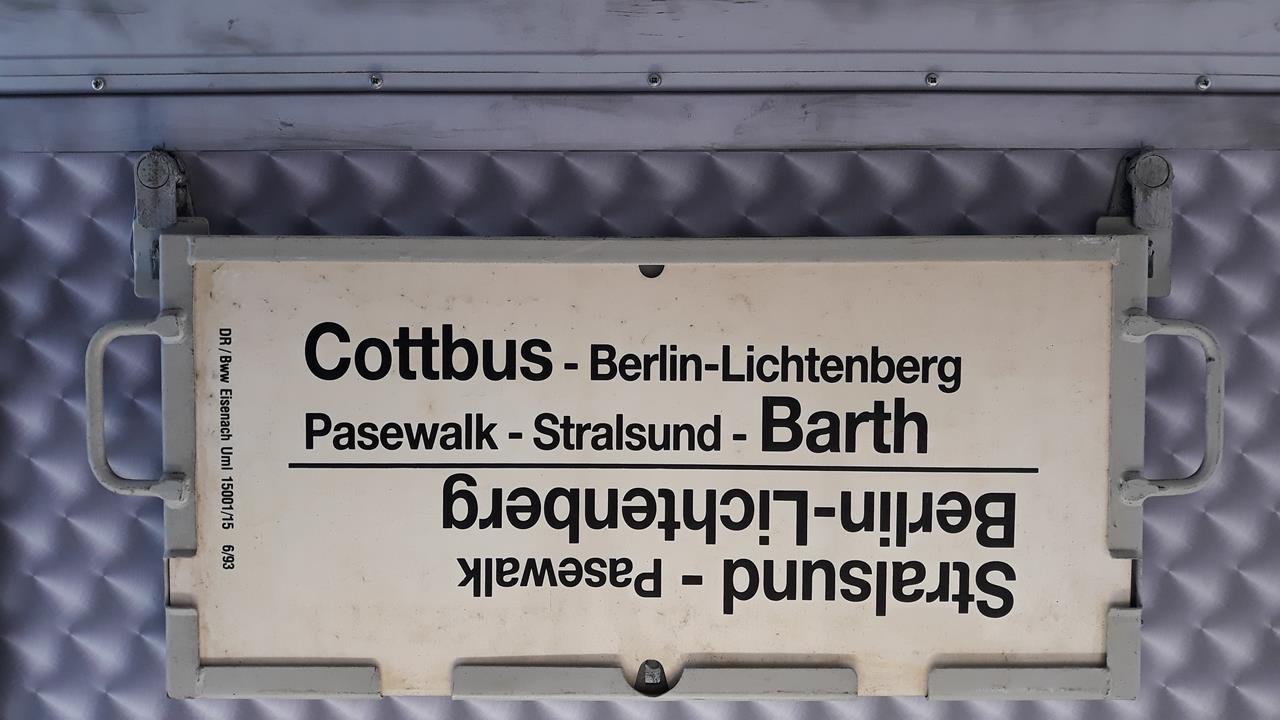 Cottbus - Berlin-Lichtenberg
Pasewalk - Stralsund - Barth
Stralsund - Pasewalk
Berlin-Lichtenberg
DR / Bww Eisenach Uml 15001/15 6/93